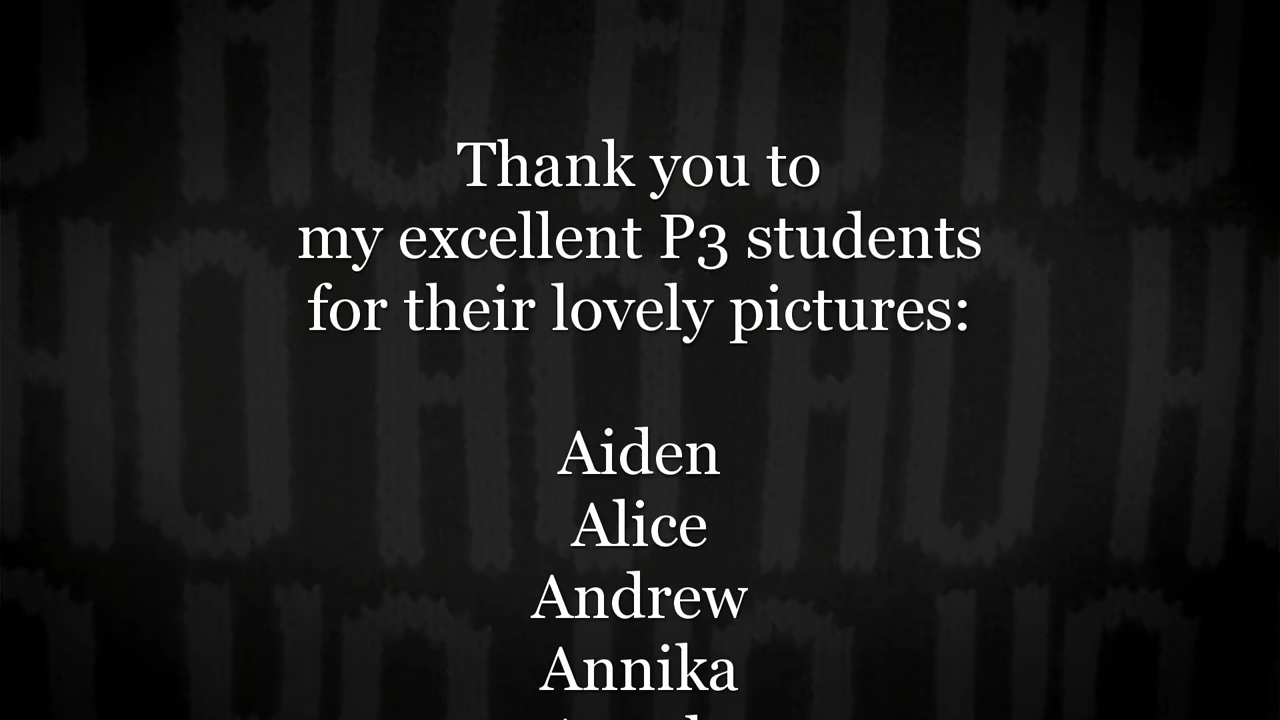 Thank you to
my excellent P3 students
for their lovely pictures:
Aiden
Alice
Andrew
Annika